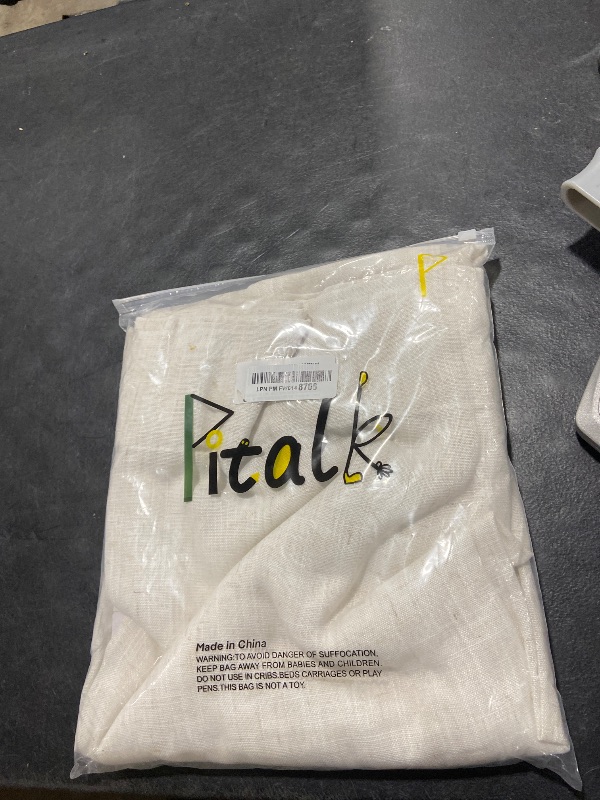 P
8755
Pitalk
Made in China
WARNING:TO AVOID DANGER OF SUFFOCATION,
KEEP BAG AWAY FROM BABIES AND CHILDREN.
DO NOT USE IN CRIBS.BEDS CARRIAGES OR PLAY
PENS.THIS BAG IS NOT A TOY.